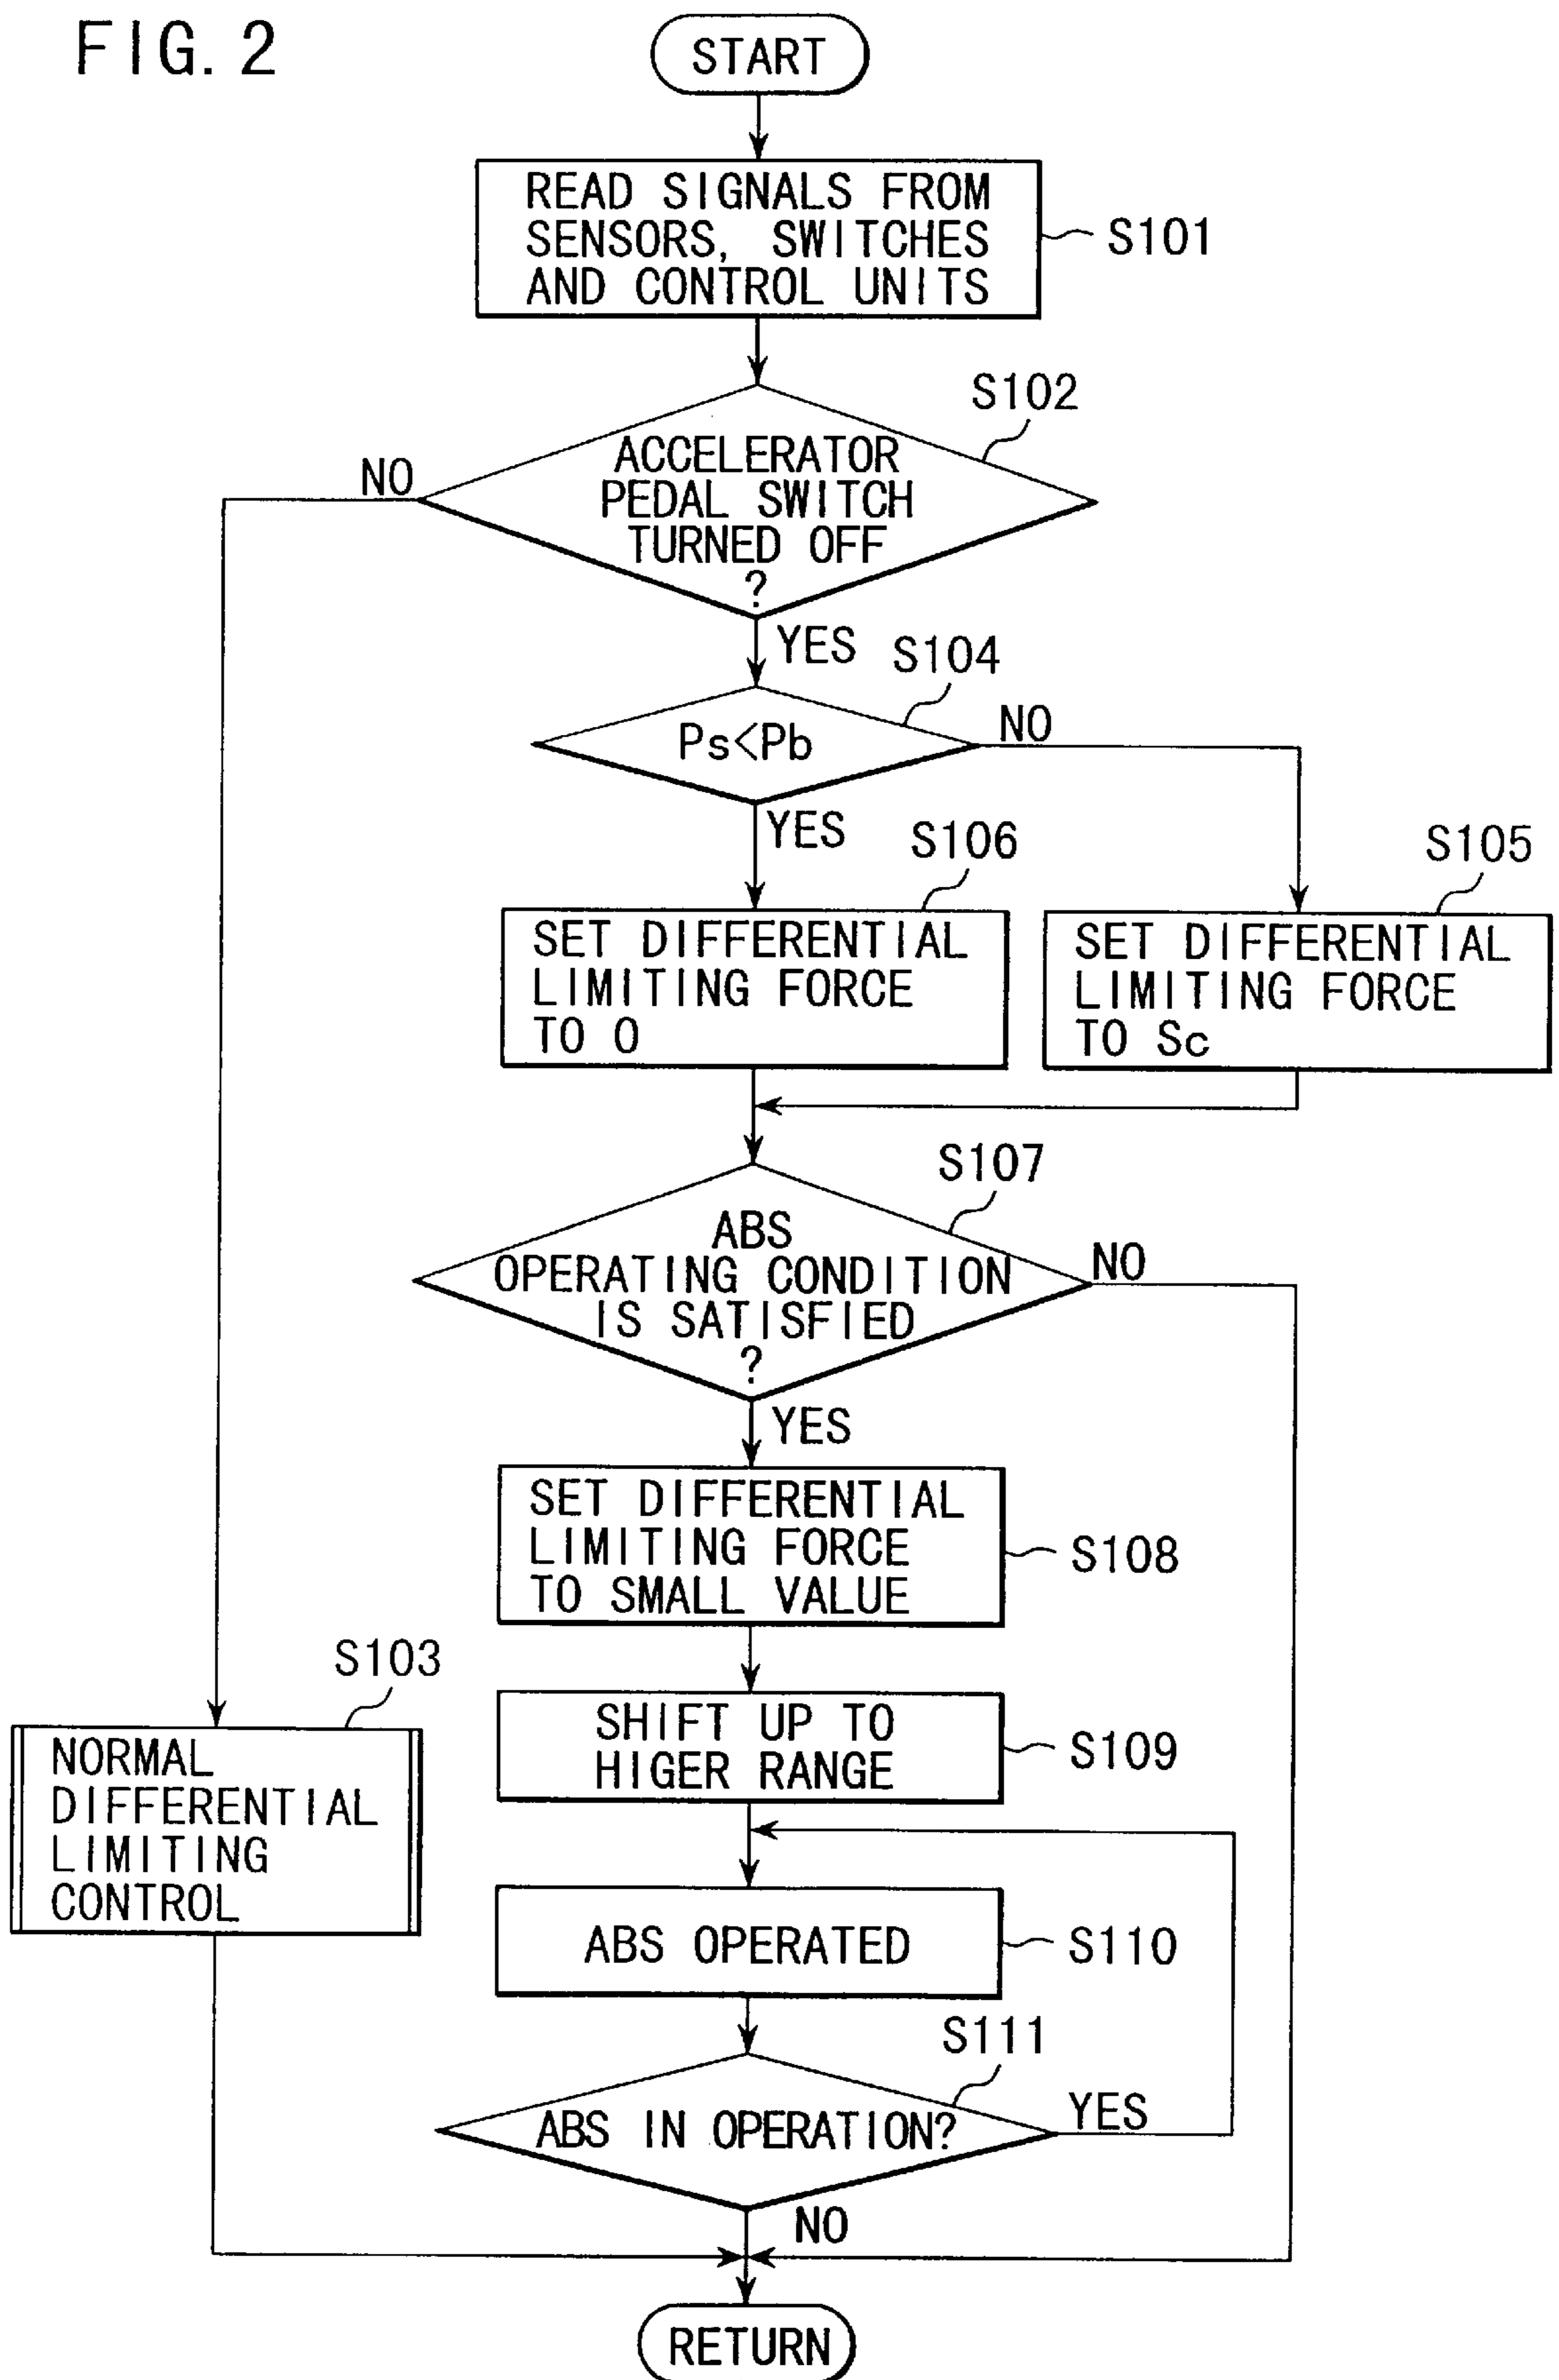 FIG. 2
START
READ SIGNALS FROM
SENSORS, SWITCHES
AND CONTROL UNITS
S101
S102
ACCELERATOR
PEDAL SWITCH
TURNED OFF
?
NO
YES
S104
Ps<Pb
NO
YES
S106
SET DIFFERENTIAL
LIMITING FORCE
TO 0
S105
SET DIFFERENTIAL
LIMITING FORCE
TO Sc
S107
ABS
OPERATING CONDITION
IS SATISFIED
?
NO
YES
SET DIFFERENTIAL
LIMITING FORCE
TO SMALL VALUE
S108
S103
NORMAL
DIFFERENTIAL
LIMITING
CONTROL
SHIFT UP TO
HIGER RANGE
S109
ABS OPERATED
S110
S111
ABS IN OPERATION?
YES
NO
RETURN